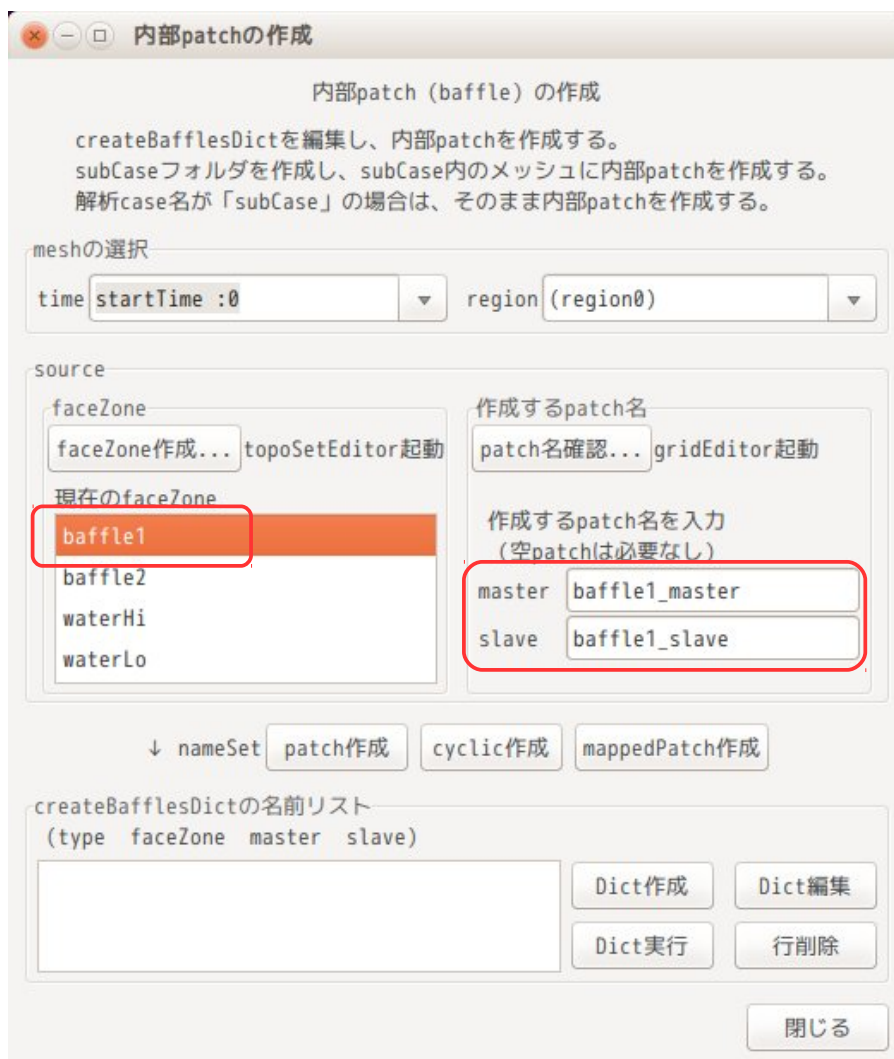 内部patchの作成
内部patch (baffle) の作成
createBafflesDictを編集し、内部patchを作成する。
subCaseフォルダを作成し、subCase内のメッシュに内部patchを作成する。
解析case名が「subCase」の場合は、そのまま内部patchを作成する。
meshの選択
time startTime :0 region (region0)
source
faceZone
faceZone作成... topoSetEditor起動
現在のfaceZone
baffle1
baffle2
waterHi
waterLo
作成するpatch名
patch名確認... gridEditor起動
作成するpatch名を入力
(空patchは必要なし)
master baffle1_master
slave baffle1_slave
↓ nameSet patch作成 cyclic作成 mappedPatch作成
createBafflesDictの名前リスト
(type faceZone master slave)
Dict作成 Dict編集
Dict実行 行削除
閉じる